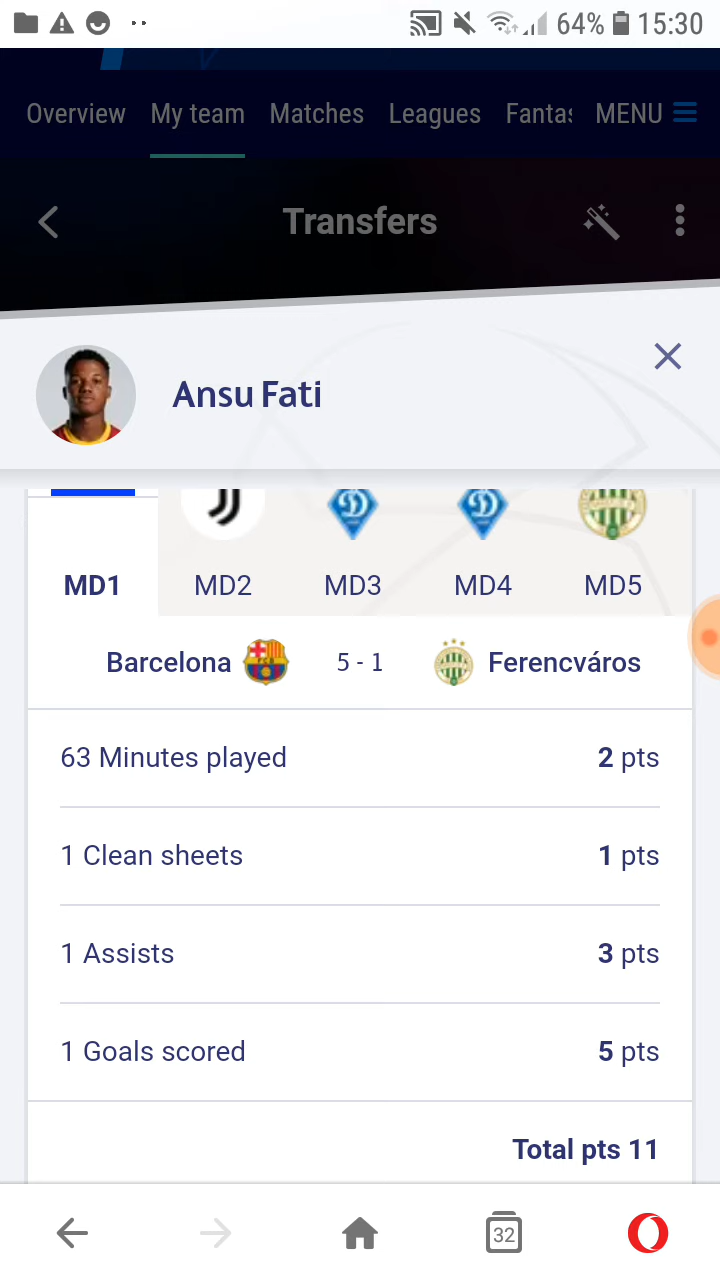 64% 15:30
Overview My team Matches Leagues Fantas MENU
Transfers
Ansu Fati
MD1 MD2 MD3 MD4 MD5
Barcelona 5 - 1 Ferencváros
63 Minutes played 2 pts
1 Clean sheets 1 pts
1 Assists 3 pts
1 Goals scored 5 pts
Total pts 11
32